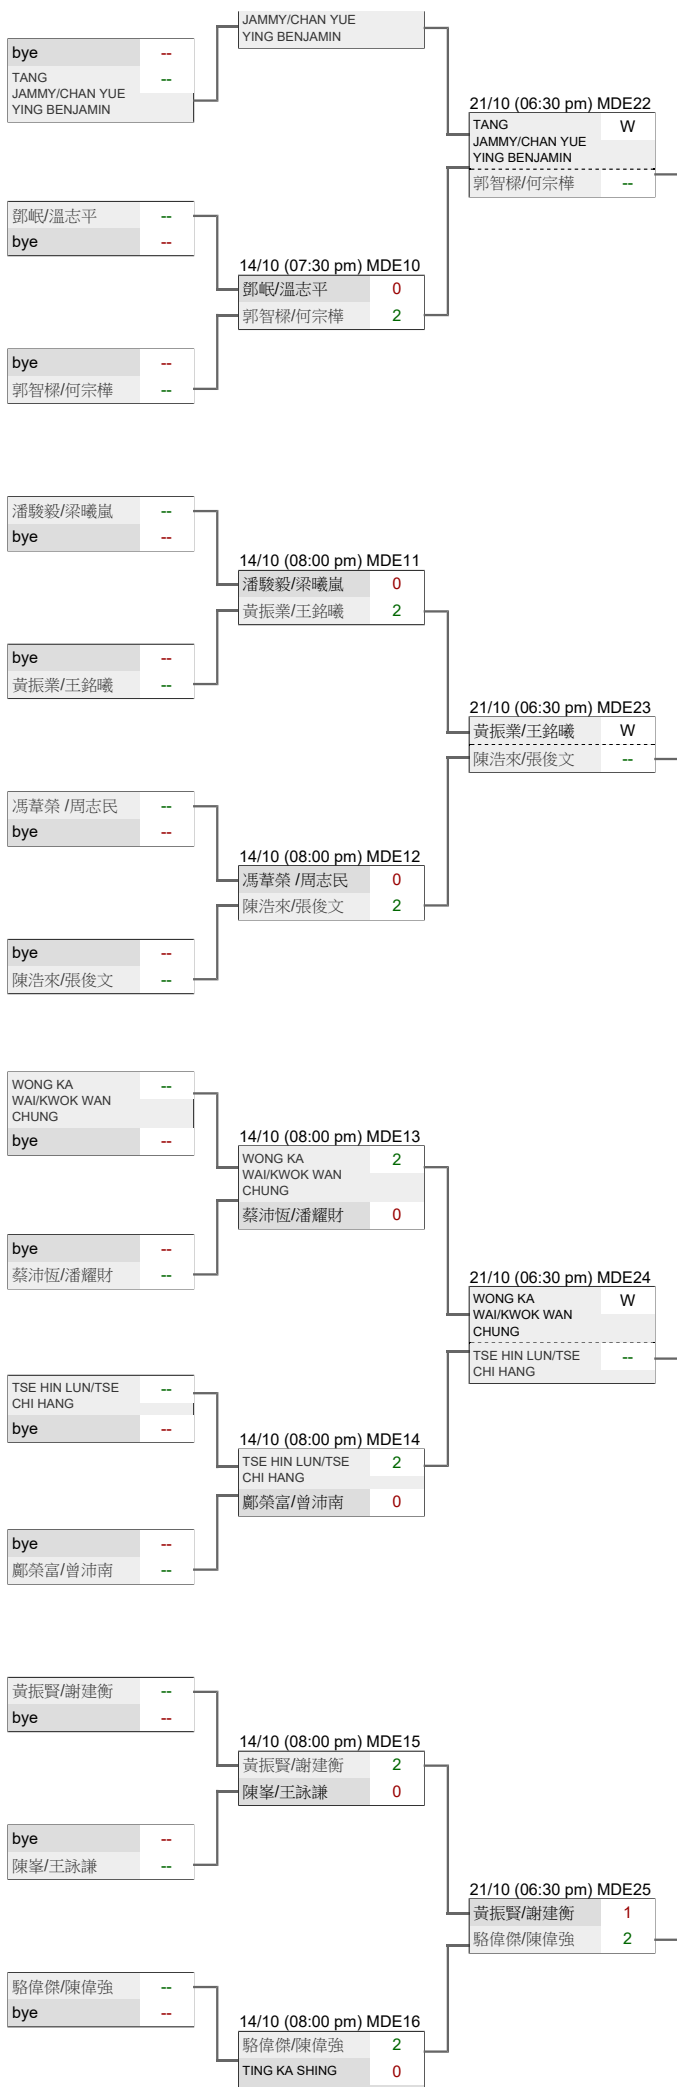 JAMMY/CHAN YUE
YING BENJAMIN
bye --
TANG --
JAMMY/CHAN YUE
YING BENJAMIN
21/10 (06:30 pm) MDE22
TANG W
JAMMY/CHAN YUE
YING BENJAMIN
郭智樑/何宗樺 --
鄧岷/溫志平 --
bye --
14/10 (07:30 pm) MDE10
鄧岷/溫志平 0
郭智樑/何宗樺 2
bye --
郭智樑/何宗樺 --
潘駿毅/梁曦嵐 --
bye --
14/10 (08:00 pm) MDE11
潘駿毅/梁曦嵐 0
黃振業/王銘曦 2
bye --
黃振業/王銘曦 --
21/10 (06:30 pm) MDE23
黃振業/王銘曦 W
陳浩來/張俊文 --
馮葦榮 /周志民 --
bye --
14/10 (08:00 pm) MDE12
馮葦榮 /周志民 0
陳浩來/張俊文 2
bye --
陳浩來/張俊文 --
WONG KA --
WAI/KWOK WAN
CHUNG
bye --
14/10 (08:00 pm) MDE13
WONG KA 2
WAI/KWOK WAN
CHUNG
蔡沛恆/潘耀財 0
bye --
蔡沛恆/潘耀財 --
21/10 (06:30 pm) MDE24
WONG KA W
WAI/KWOK WAN
CHUNG
TSE HIN LUN/TSE --
CHI HANG
TSE HIN LUN/TSE --
CHI HANG
bye --
14/10 (08:00 pm) MDE14
TSE HIN LUN/TSE 2
CHI HANG
鄺榮富/曾沛南 0
bye --
鄺榮富/曾沛南 --
黃振賢/謝建衡 --
bye --
14/10 (08:00 pm) MDE15
黃振賢/謝建衡 2
陳峯/王詠謙 0
bye --
陳峯/王詠謙 --
21/10 (06:30 pm) MDE25
黃振賢/謝建衡 1
駱偉傑/陳偉強 2
駱偉傑/陳偉強 --
bye --
14/10 (08:00 pm) MDE16
駱偉傑/陳偉強 2
TING KA SHING 0